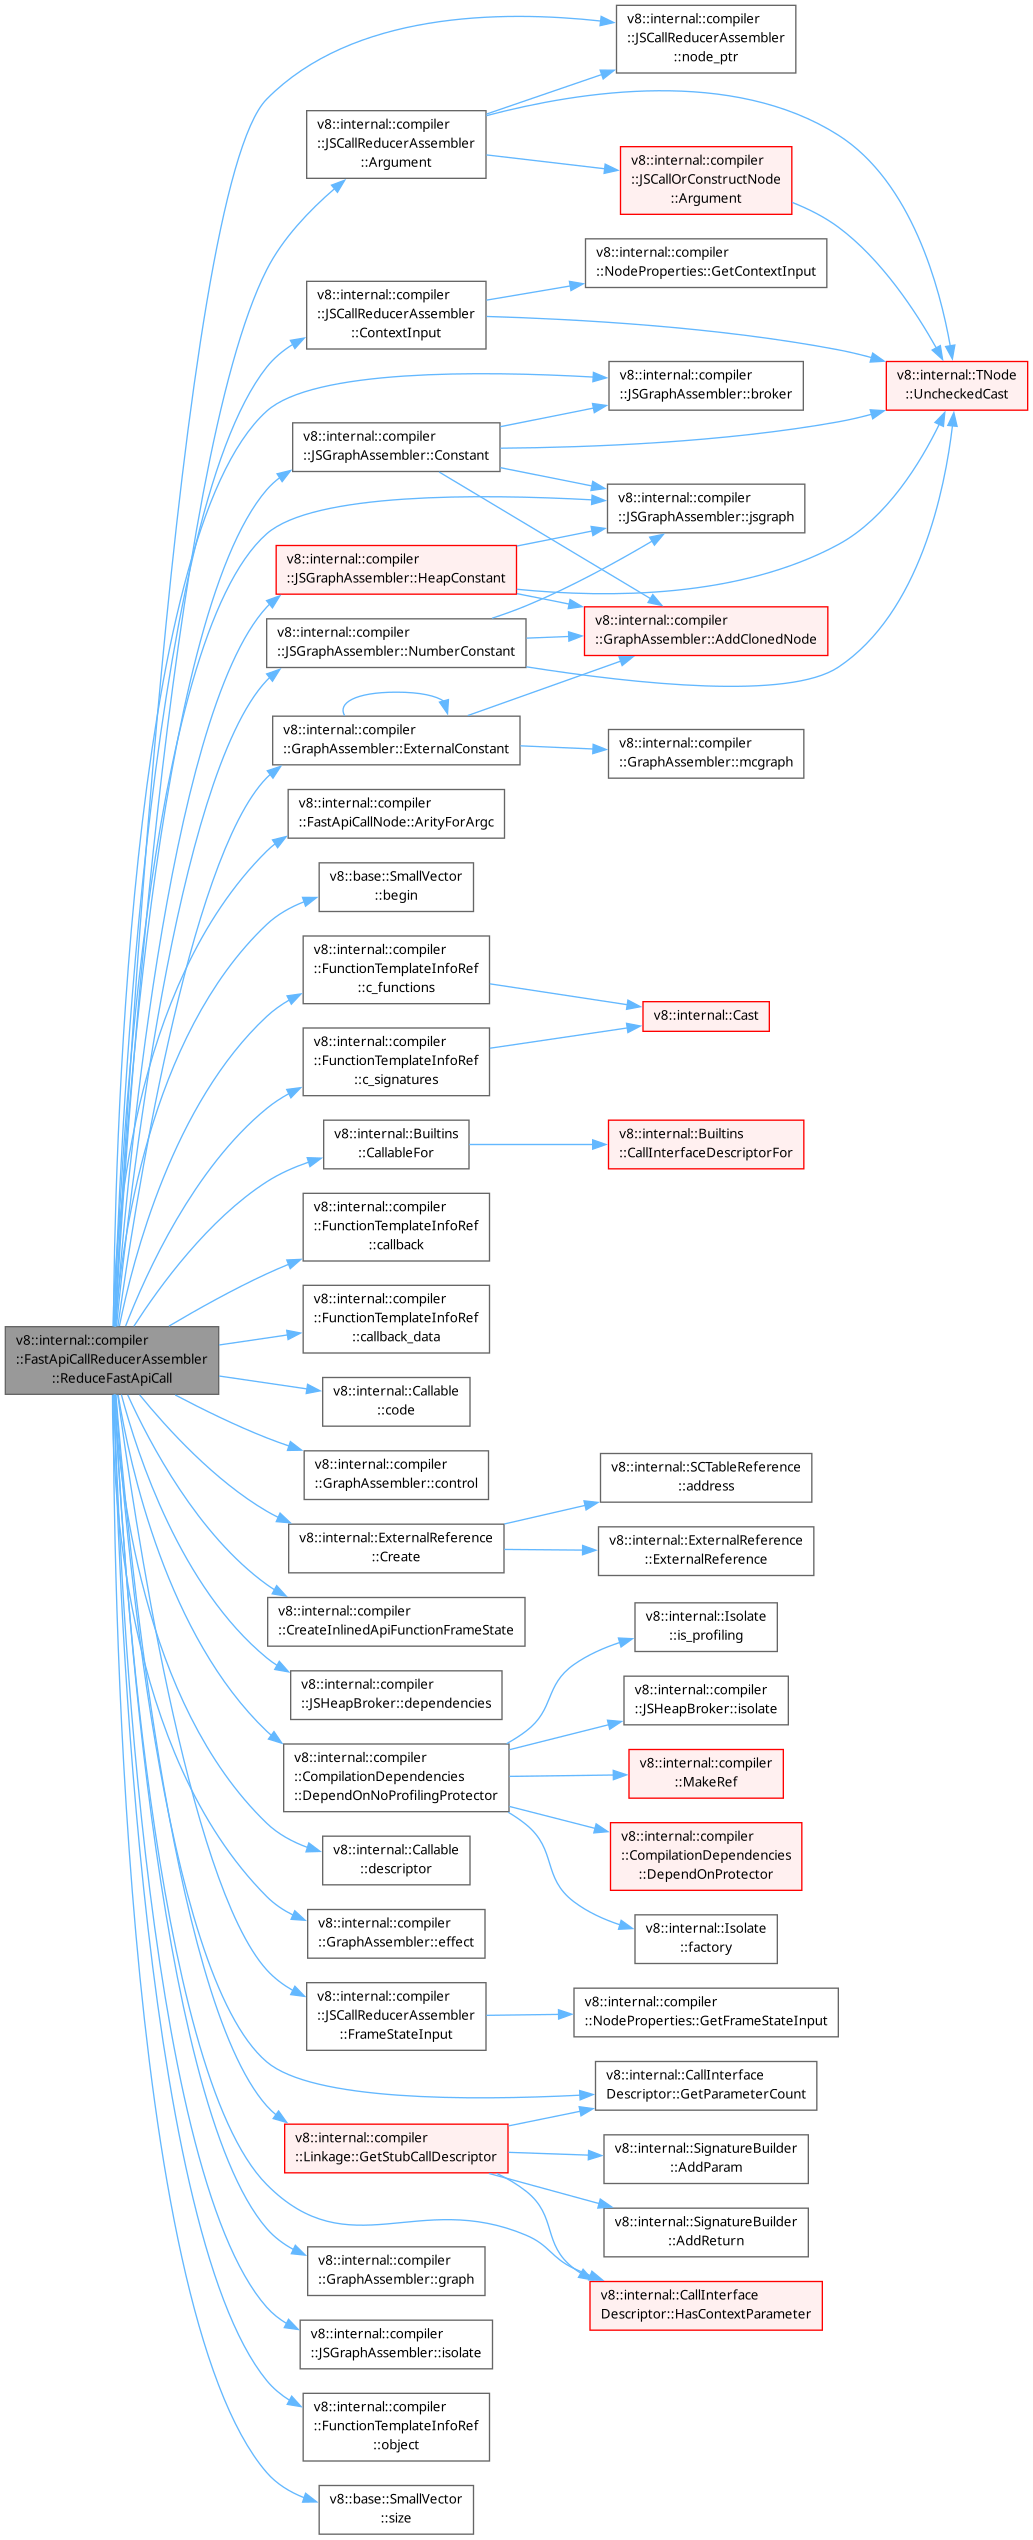 v8::internal::compiler
::JSCallReducerAssembler
::node_ptr
v8::internal::compiler
::JSCallReducerAssembler
::Argument
v8::internal::compiler
::JSCallOrConstructNode
::Argument
v8::internal::compiler
::NodeProperties::GetContextInput
v8::internal::compiler
::JSCallReducerAssembler
::ContextInput
v8::internal::compiler
::JSGraphAssembler::broker
v8::internal::TNode
::UncheckedCast
v8::internal::compiler
::JSGraphAssembler::Constant
v8::internal::compiler
::JSGraphAssembler::jsgraph
v8::internal::compiler
::JSGraphAssembler::HeapConstant
v8::internal::compiler
::GraphAssembler::AddClonedNode
v8::internal::compiler
::JSGraphAssembler::NumberConstant
v8::internal::compiler
::GraphAssembler::ExternalConstant
v8::internal::compiler
::GraphAssembler::mcgraph
v8::internal::compiler
::FastApiCallNode::ArityForArgc
v8::base::SmallVector
::begin
v8::internal::compiler
::FunctionTemplateInfoRef
::c_functions
v8::internal::Cast
v8::internal::compiler
::FunctionTemplateInfoRef
::c_signatures
v8::internal::Builtins
::CallableFor
v8::internal::Builtins
::CallInterfaceDescriptorFor
v8::internal::compiler
::FunctionTemplateInfoRef
::callback
v8::internal::compiler
::FunctionTemplateInfoRef
::callback_data
v8::internal::compiler
::FastApiCallReducerAssembler
::ReduceFastApiCall
v8::internal::Callable
::code
v8::internal::compiler
::GraphAssembler::control
v8::internal::SCTableReference
::address
v8::internal::ExternalReference
::Create
v8::internal::ExternalReference
::ExternalReference
v8::internal::compiler
::CreateInlinedApiFunctionFrameState
v8::internal::Isolate
::is_profiling
v8::internal::compiler
::JSHeapBroker::dependencies
v8::internal::compiler
::JSHeapBroker::isolate
v8::internal::compiler
::CompilationDependencies
::DependOnNoProfilingProtector
v8::internal::compiler
::MakeRef
v8::internal::compiler
::CompilationDependencies
::DependOnProtector
v8::internal::Callable
::descriptor
v8::internal::Isolate
::factory
v8::internal::compiler
::GraphAssembler::effect
v8::internal::compiler
::JSCallReducerAssembler
::FrameStateInput
v8::internal::compiler
::NodeProperties::GetFrameStateInput
v8::internal::CallInterface
Descriptor::GetParameterCount
v8::internal::compiler
::Linkage::GetStubCallDescriptor
v8::internal::SignatureBuilder
::AddParam
v8::internal::SignatureBuilder
::AddReturn
v8::internal::compiler
::GraphAssembler::graph
v8::internal::CallInterface
Descriptor::HasContextParameter
v8::internal::compiler
::JSGraphAssembler::isolate
v8::internal::compiler
::FunctionTemplateInfoRef
::object
v8::base::SmallVector
::size